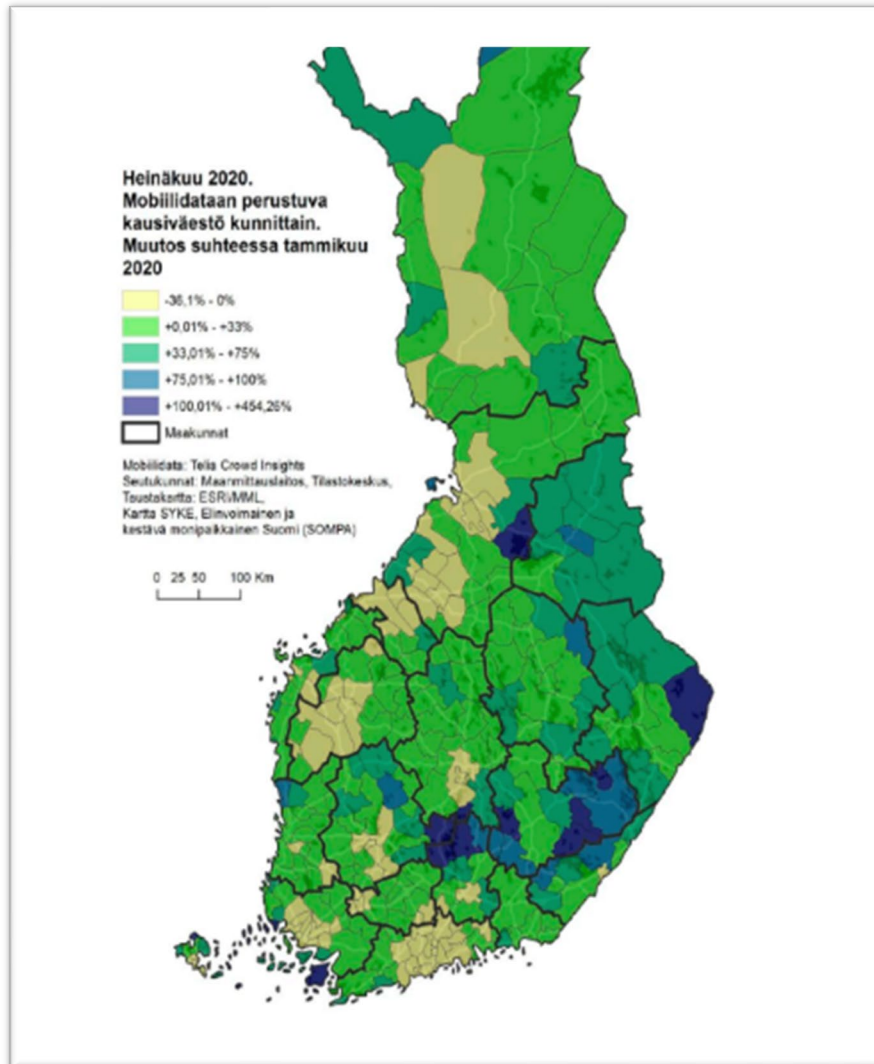 Heinäkuu 2020.
Mobiilidataan perustuva
kausiväestö kunnittain.
Muutos suhteessa tammikuu
2020
-36,1% - 0%
+0,01% - +33%
+33,01% - +75%
+75,01% - +100%
+100,01% - +454,26%
Maakunnat
Mobiilidata: Telia Crowd Insights
Seutukunnat: Maanmittauslaitos, Tilastokeskus,
Taustakartta: ESRI/MML,
Kartta SYKE, Elinvoimainen ja
kestävä monipaikkainen Suomi (SOMPA)
0 25 50 100 Km